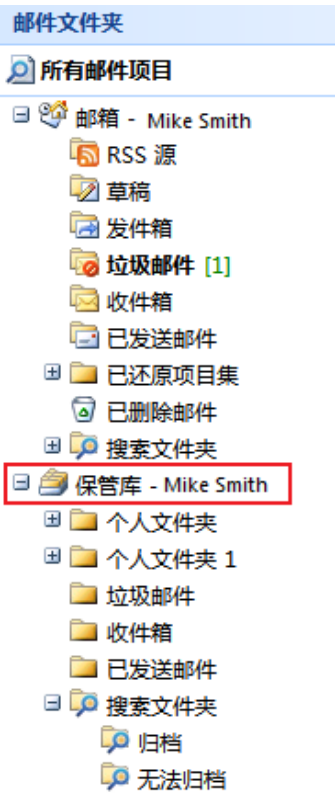 邮件文件夹
所有邮件项目
邮箱 - Mike Smith
RSS 源
草稿
发件箱
垃圾邮件 [1]
收件箱
已发送邮件
已还原项目集
已删除邮件
搜索文件夹
保管库 - Mike Smith
个人文件夹
个人文件夹 1
垃圾邮件
收件箱
已发送邮件
搜索文件夹
归档
无法归档